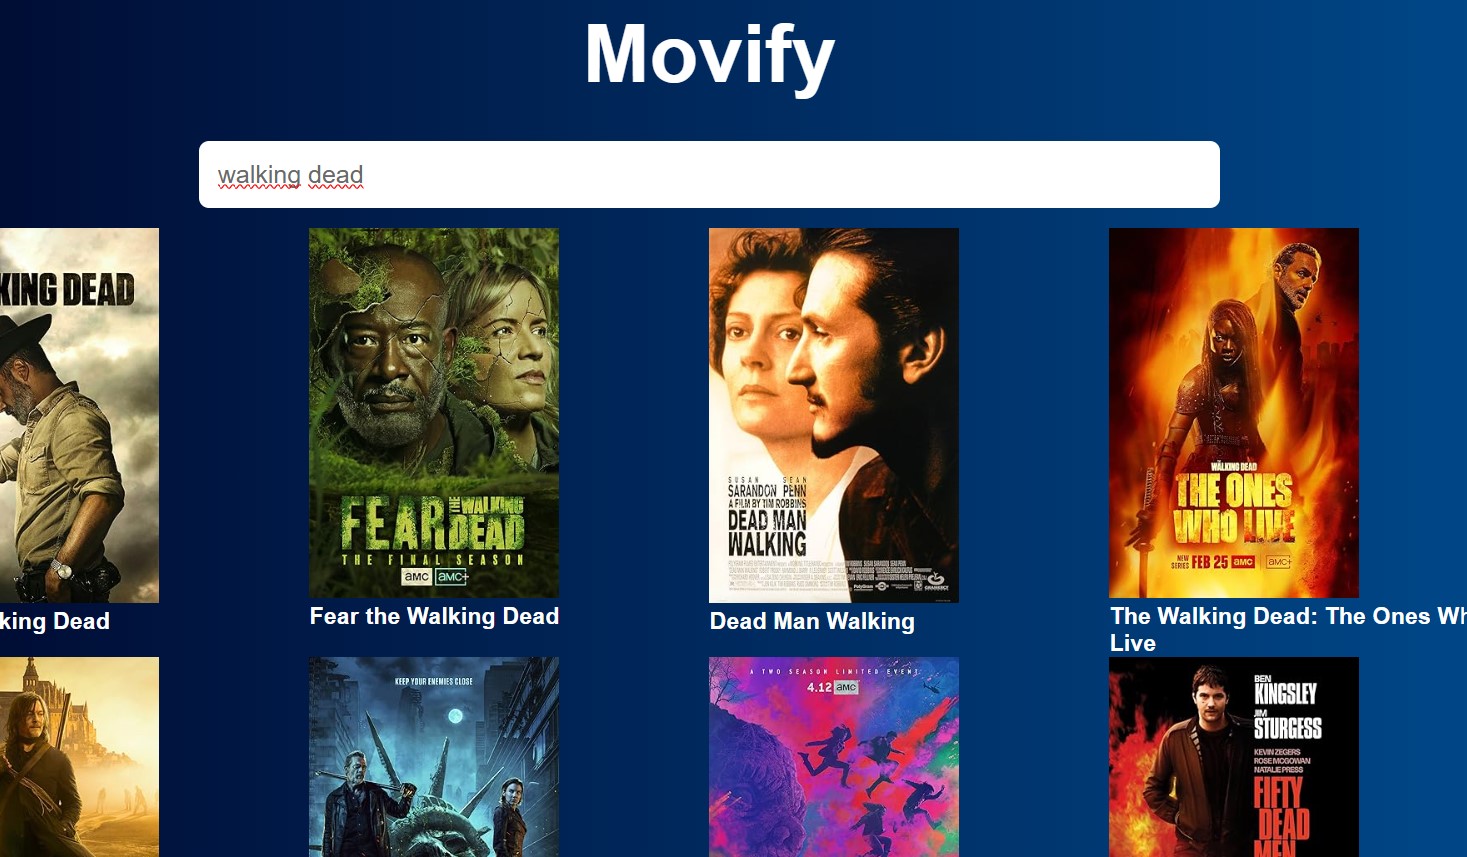 Movify
walking dead
KING DEAD
FEAR THE WALKING DEAD
THE FINAL SEASON
amc amc+
SUSAN SEAN
SARANDON PENN
A FILM BY TIM ROBBINS
DEAD MAN
WALKING
THE WALKING DEAD
THE ONES
WHO LIVE
NEW SERIES FEB 25 amc amc+
king Dead
Fear the Walking Dead
Dead Man Walking
The Walking Dead: The Ones Wh
Live
KEEP YOUR ENEMIES CLOSE
A TWO SEASON LIMITED EVENT
4.12 amc
BEN
KINGSLEY
JIM
STURGESS
KEVIN ZEGERS
ROSE MCGOWAN
NATALIE PRESS
FIFTY
DEAD
MEN